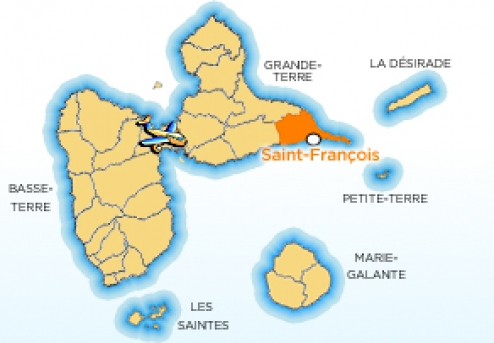 GRANDE-
TERRE
LA DÉSIRADE
Saint-François
BASSE-
TERRE
PETITE-TERRE
MARIE-
GALANTE
LES
SAINTES